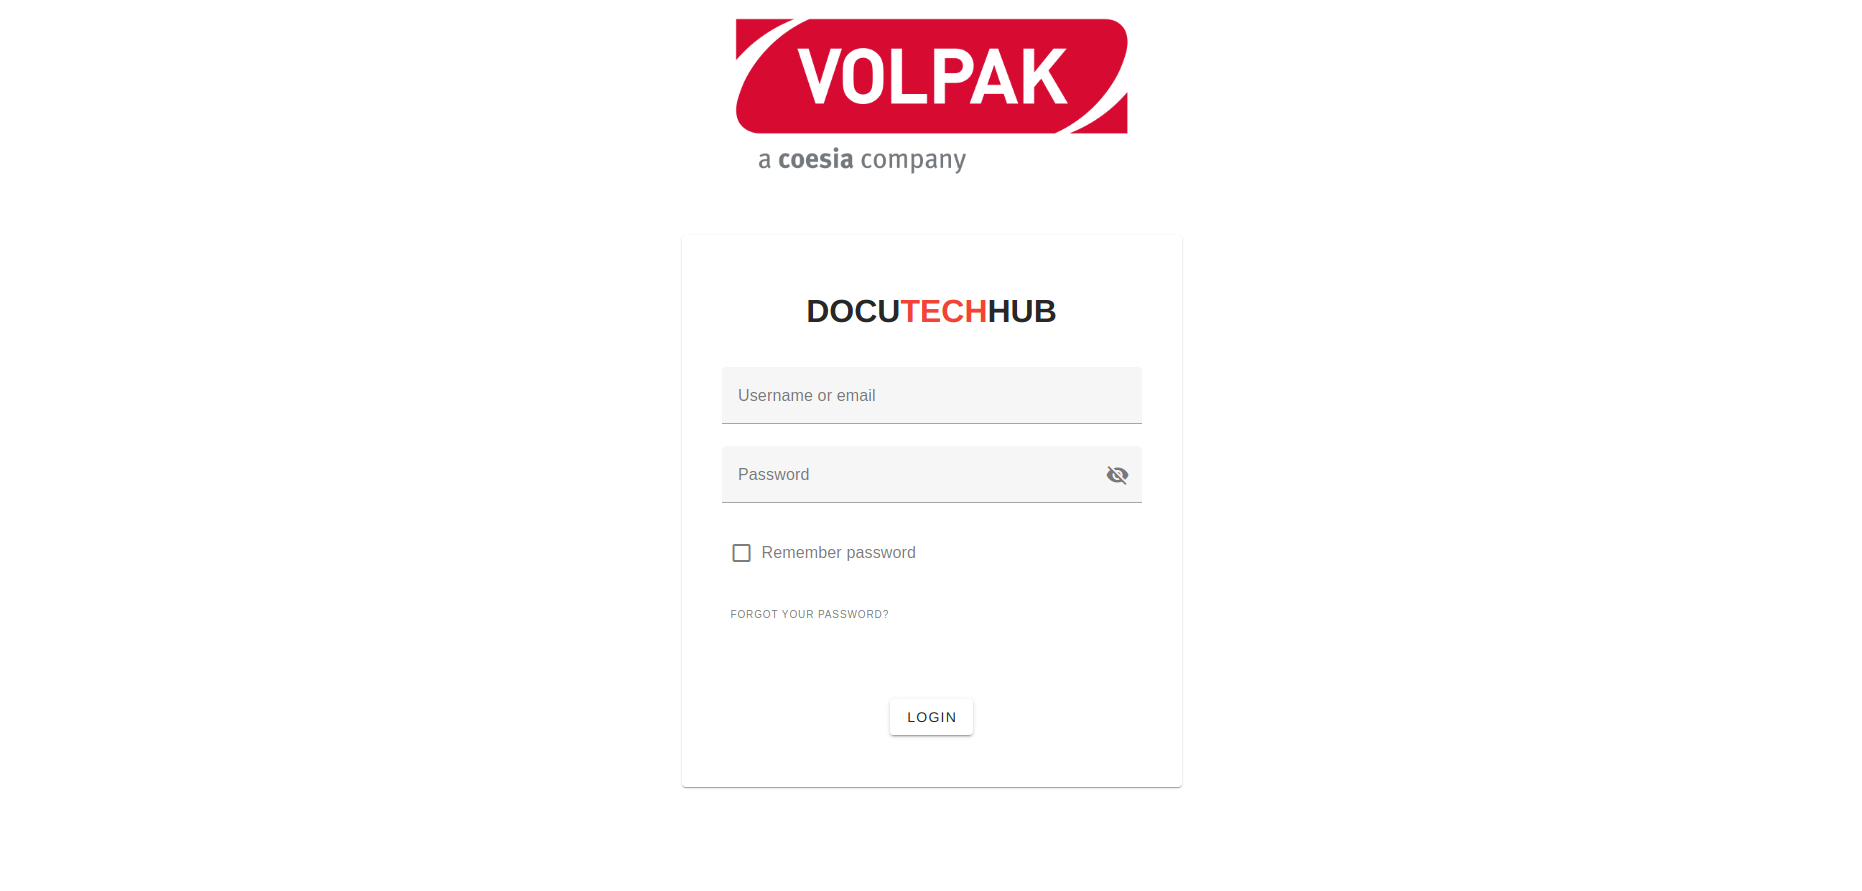 VOLPAK
a coesia company
DOCUTECHHUB
Username or email
Password
Remember password
FORGOT YOUR PASSWORD?
LOGIN